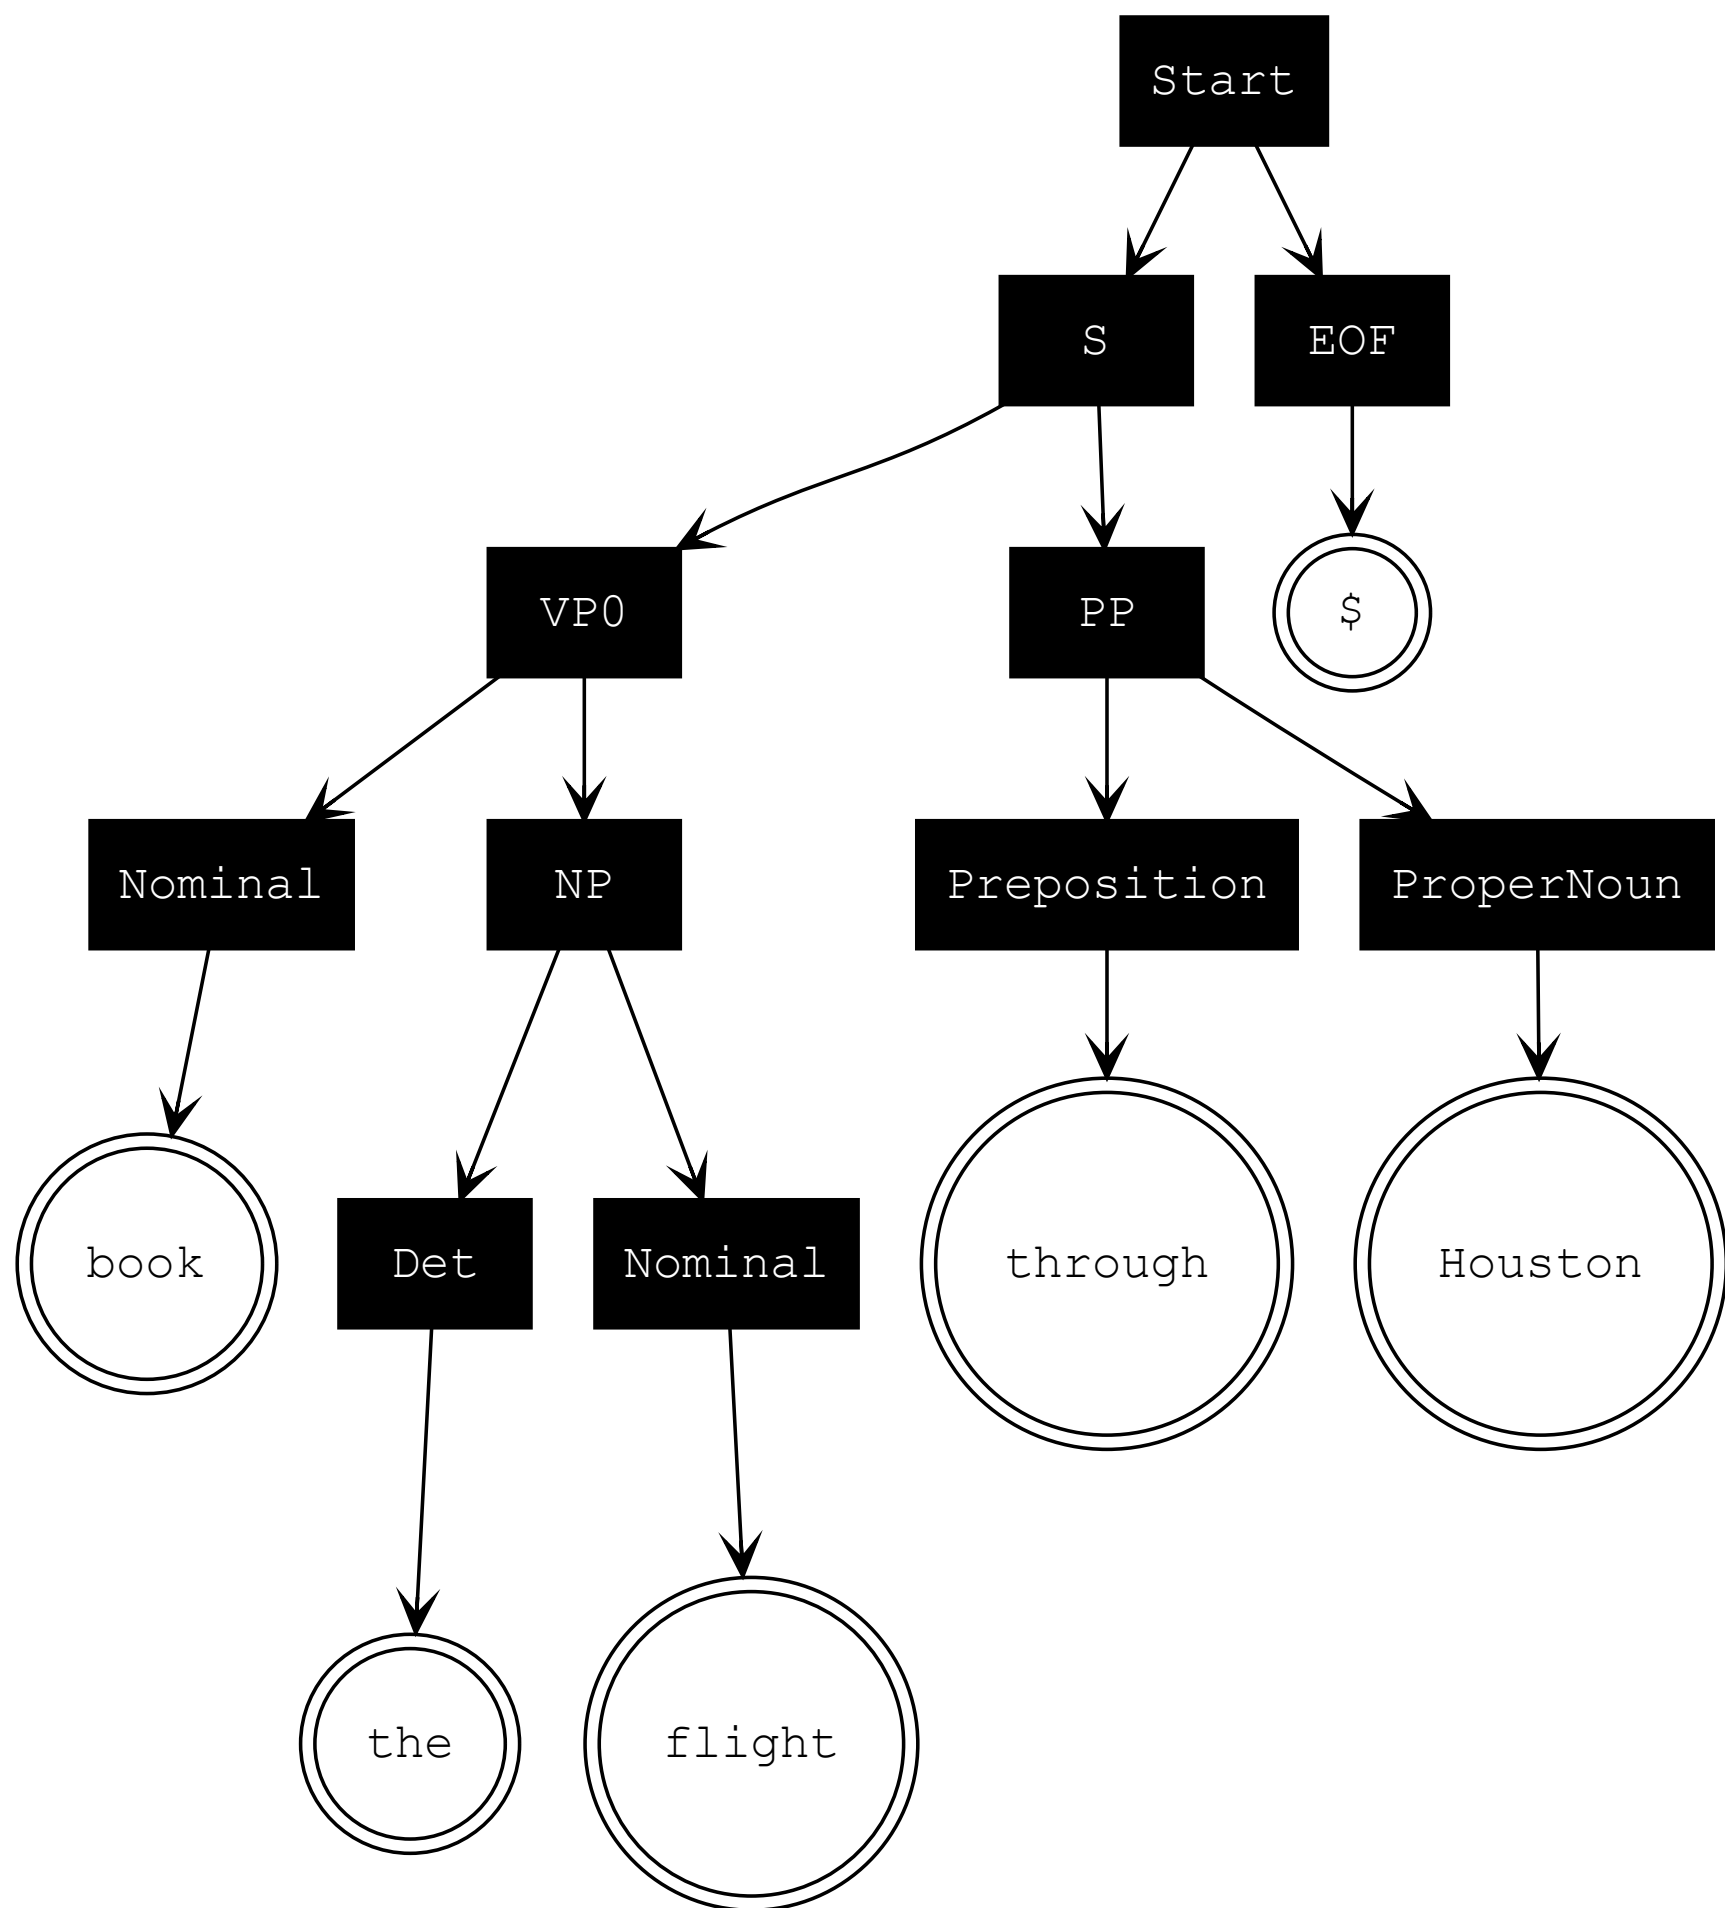 Start
S
EOF
VP0
PP
$
Nominal
NP
Preposition
ProperNoun
book
Det
Nominal
through
Houston
the
flight